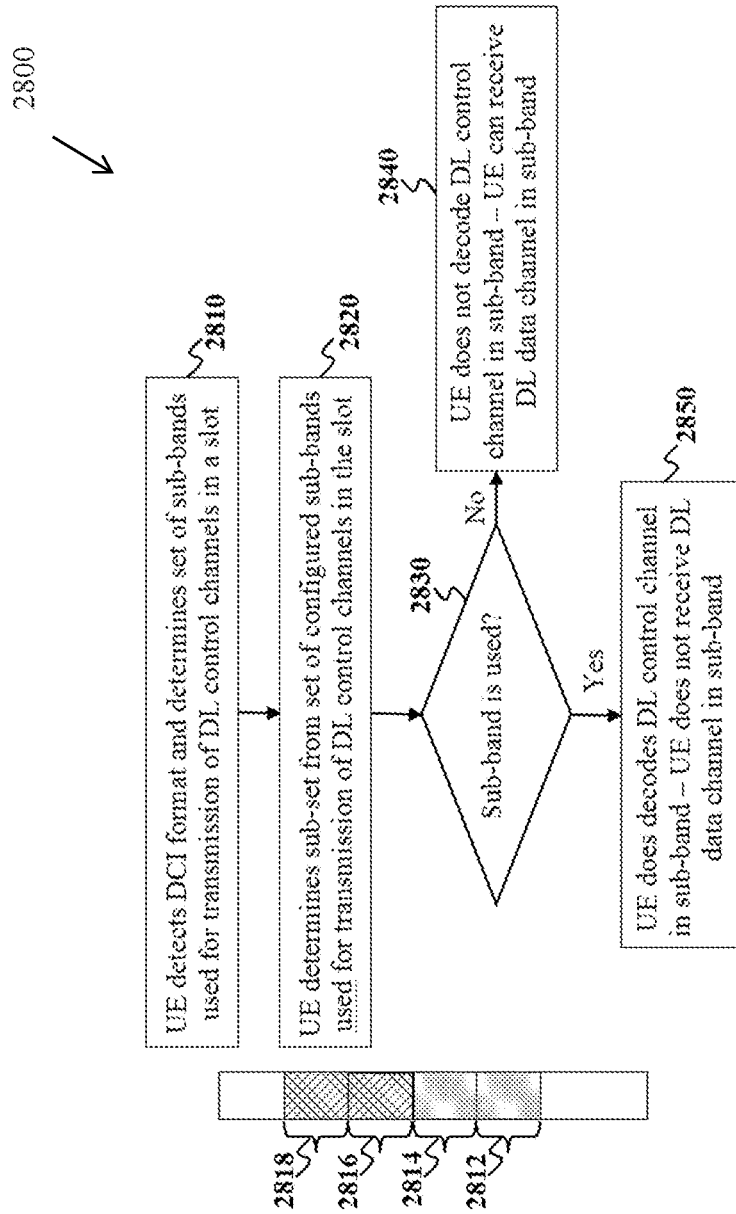 2800
UE detects DCI format and determines set of sub-bands
used for transmission of DL control channels in a slot
2810
UE determines sub-set from set of configured sub-bands
used for transmission of DL control channels in the slot
2820
Sub-band is used?
2830
No
UE does not decode DL control
channel in sub-band – UE can receive
DL data channel in sub-band
2840
Yes
UE does decodes DL control channel
in sub-band – UE does not receive DL
data channel in sub-band
2850
2818
2816
2814
2812